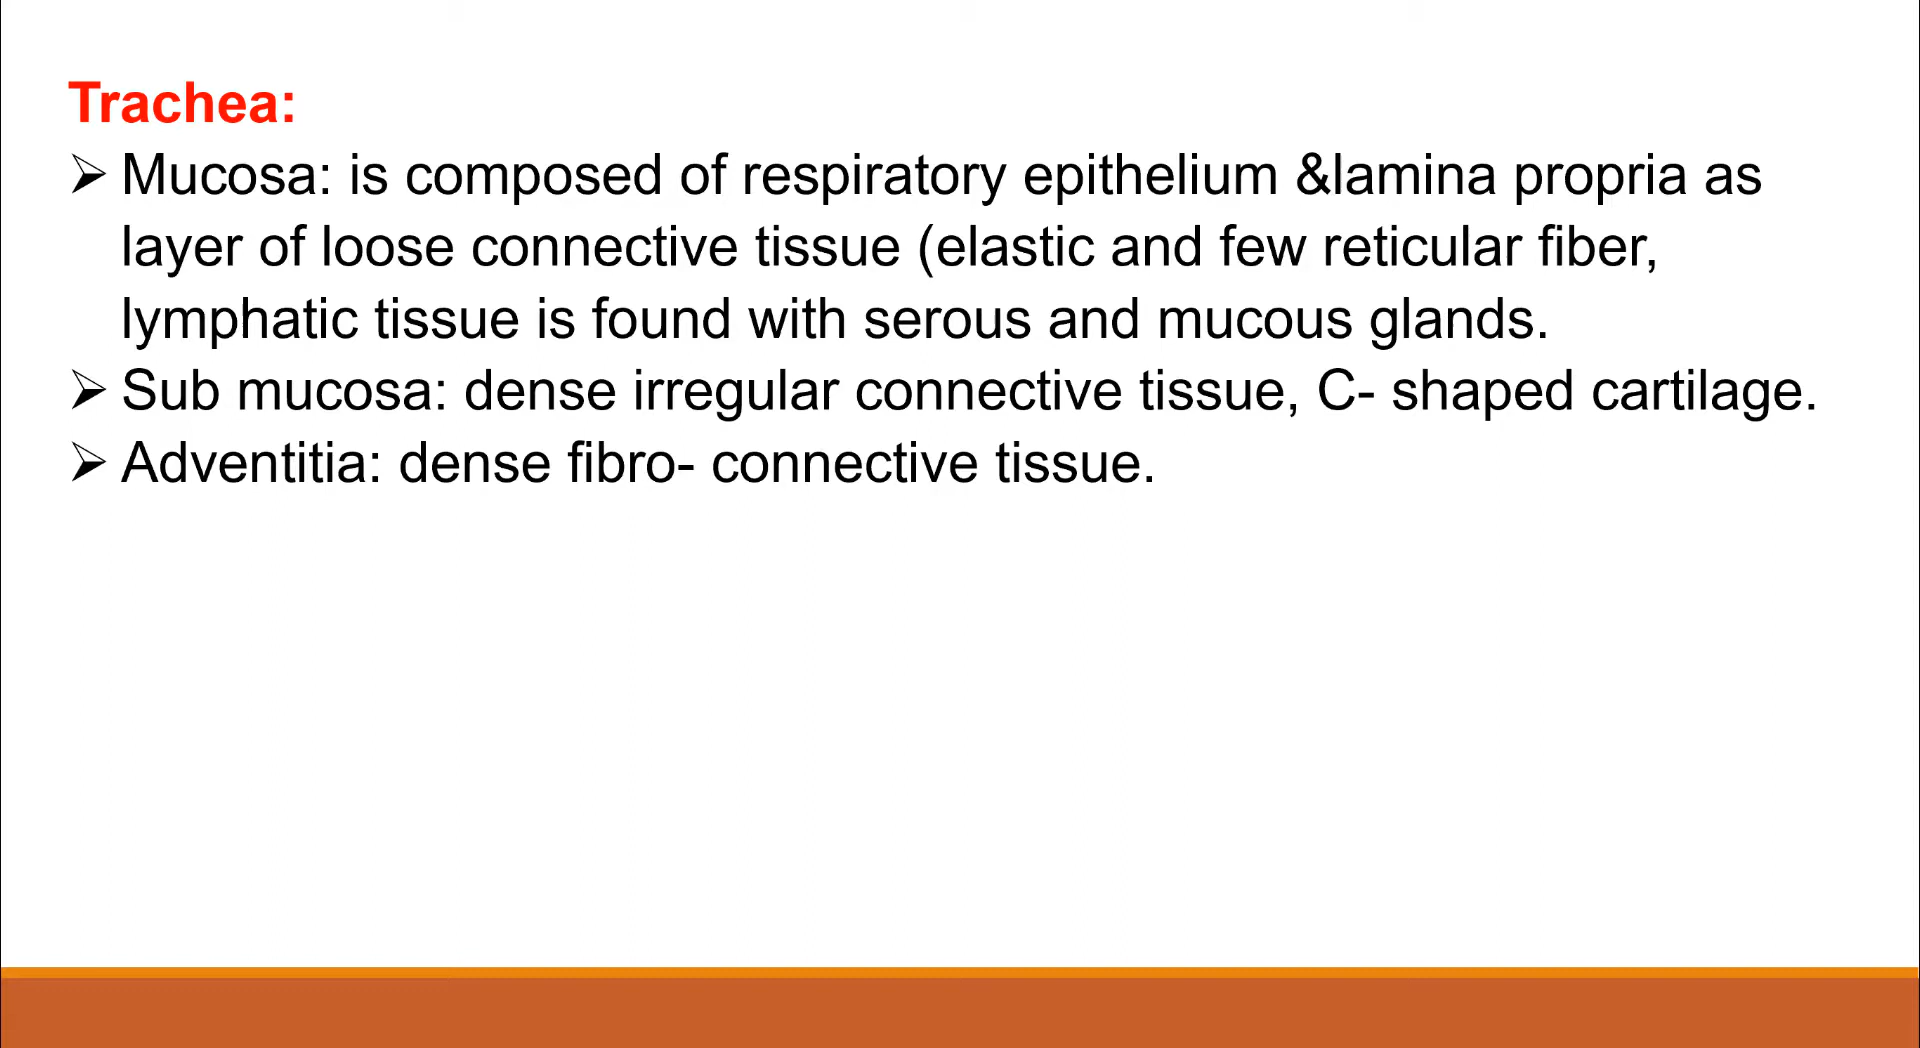 Trachea:
➢ Mucosa: is composed of respiratory epithelium &lamina propria as
layer of loose connective tissue (elastic and few reticular fiber,
lymphatic tissue is found with serous and mucous glands.
➢ Sub mucosa: dense irregular connective tissue, C- shaped cartilage.
➢ Adventitia: dense fibro- connective tissue.